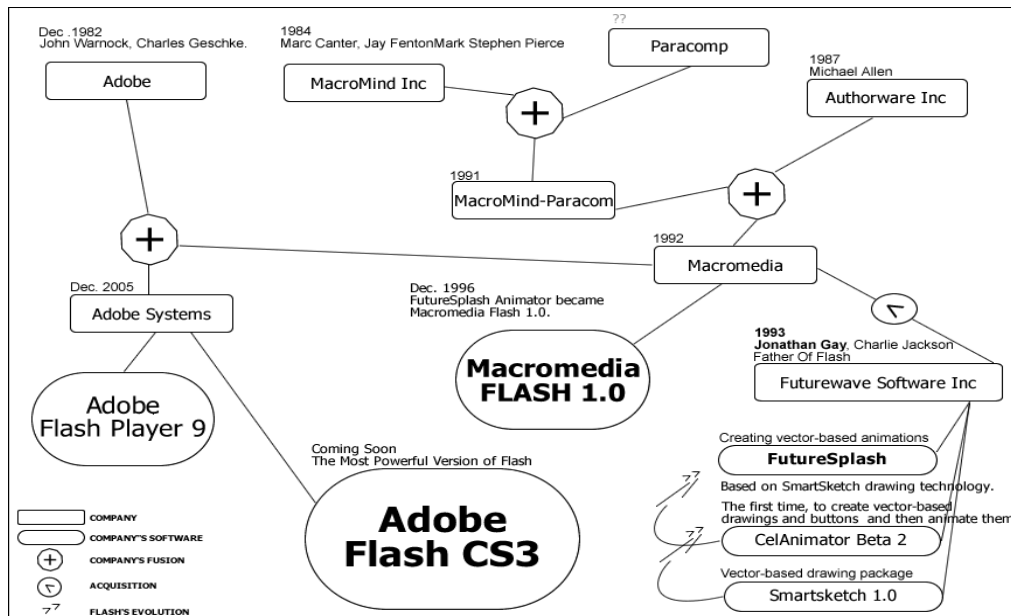 Dec .1982
John Warnock, Charles Geschke.
Adobe
1984
Marc Canter, Jay FentonMark Stephen Pierce
MacroMind Inc
??
Paracomp
1987
Michael Allen
Authorware Inc
+
1991
MacroMind-Paracom
+
+
1992
Macromedia
Dec. 2005
Adobe Systems
Dec. 1996
FutureSplash Animator became
Macromedia Flash 1.0.
Macromedia
FLASH 1.0
<
1993
Jonathan Gay, Charlie Jackson
Father Of Flash
Futurewave Software Inc
Adobe
Flash Player 9
Coming Soon
The Most Powerful Version of Flash
Adobe
Flash CS3
Creating vector-based animations
FutureSplash
Based on SmartSketch drawing technology.
The first time, to create vector-based
drawings and buttons and then animate them
CelAnimator Beta 2
Vector-based drawing package
Smartsketch 1.0
COMPANY
COMPANY"S SOFTWARE
+ COMPANY'S FUSION
< ACQUISITION
FLASH'S EVOLUTION